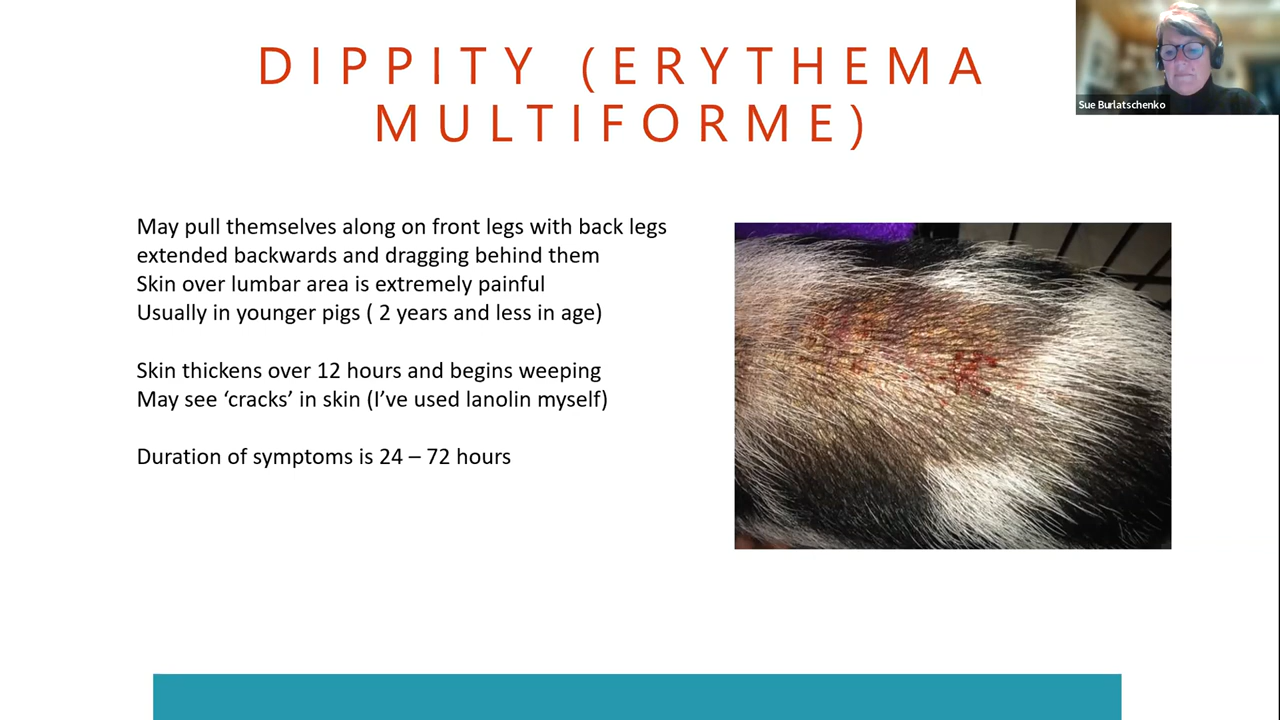 DIPPITY (ERYTHEMA
MULTIFORME)
Sue Burlatschenko
May pull themselves along on front legs with back legs
extended backwards and dragging behind them
Skin over lumbar area is extremely painful
Usually in younger pigs ( 2 years and less in age)
Skin thickens over 12 hours and begins weeping
May see ‘cracks’ in skin (I’ve used lanolin myself)
Duration of symptoms is 24 – 72 hours